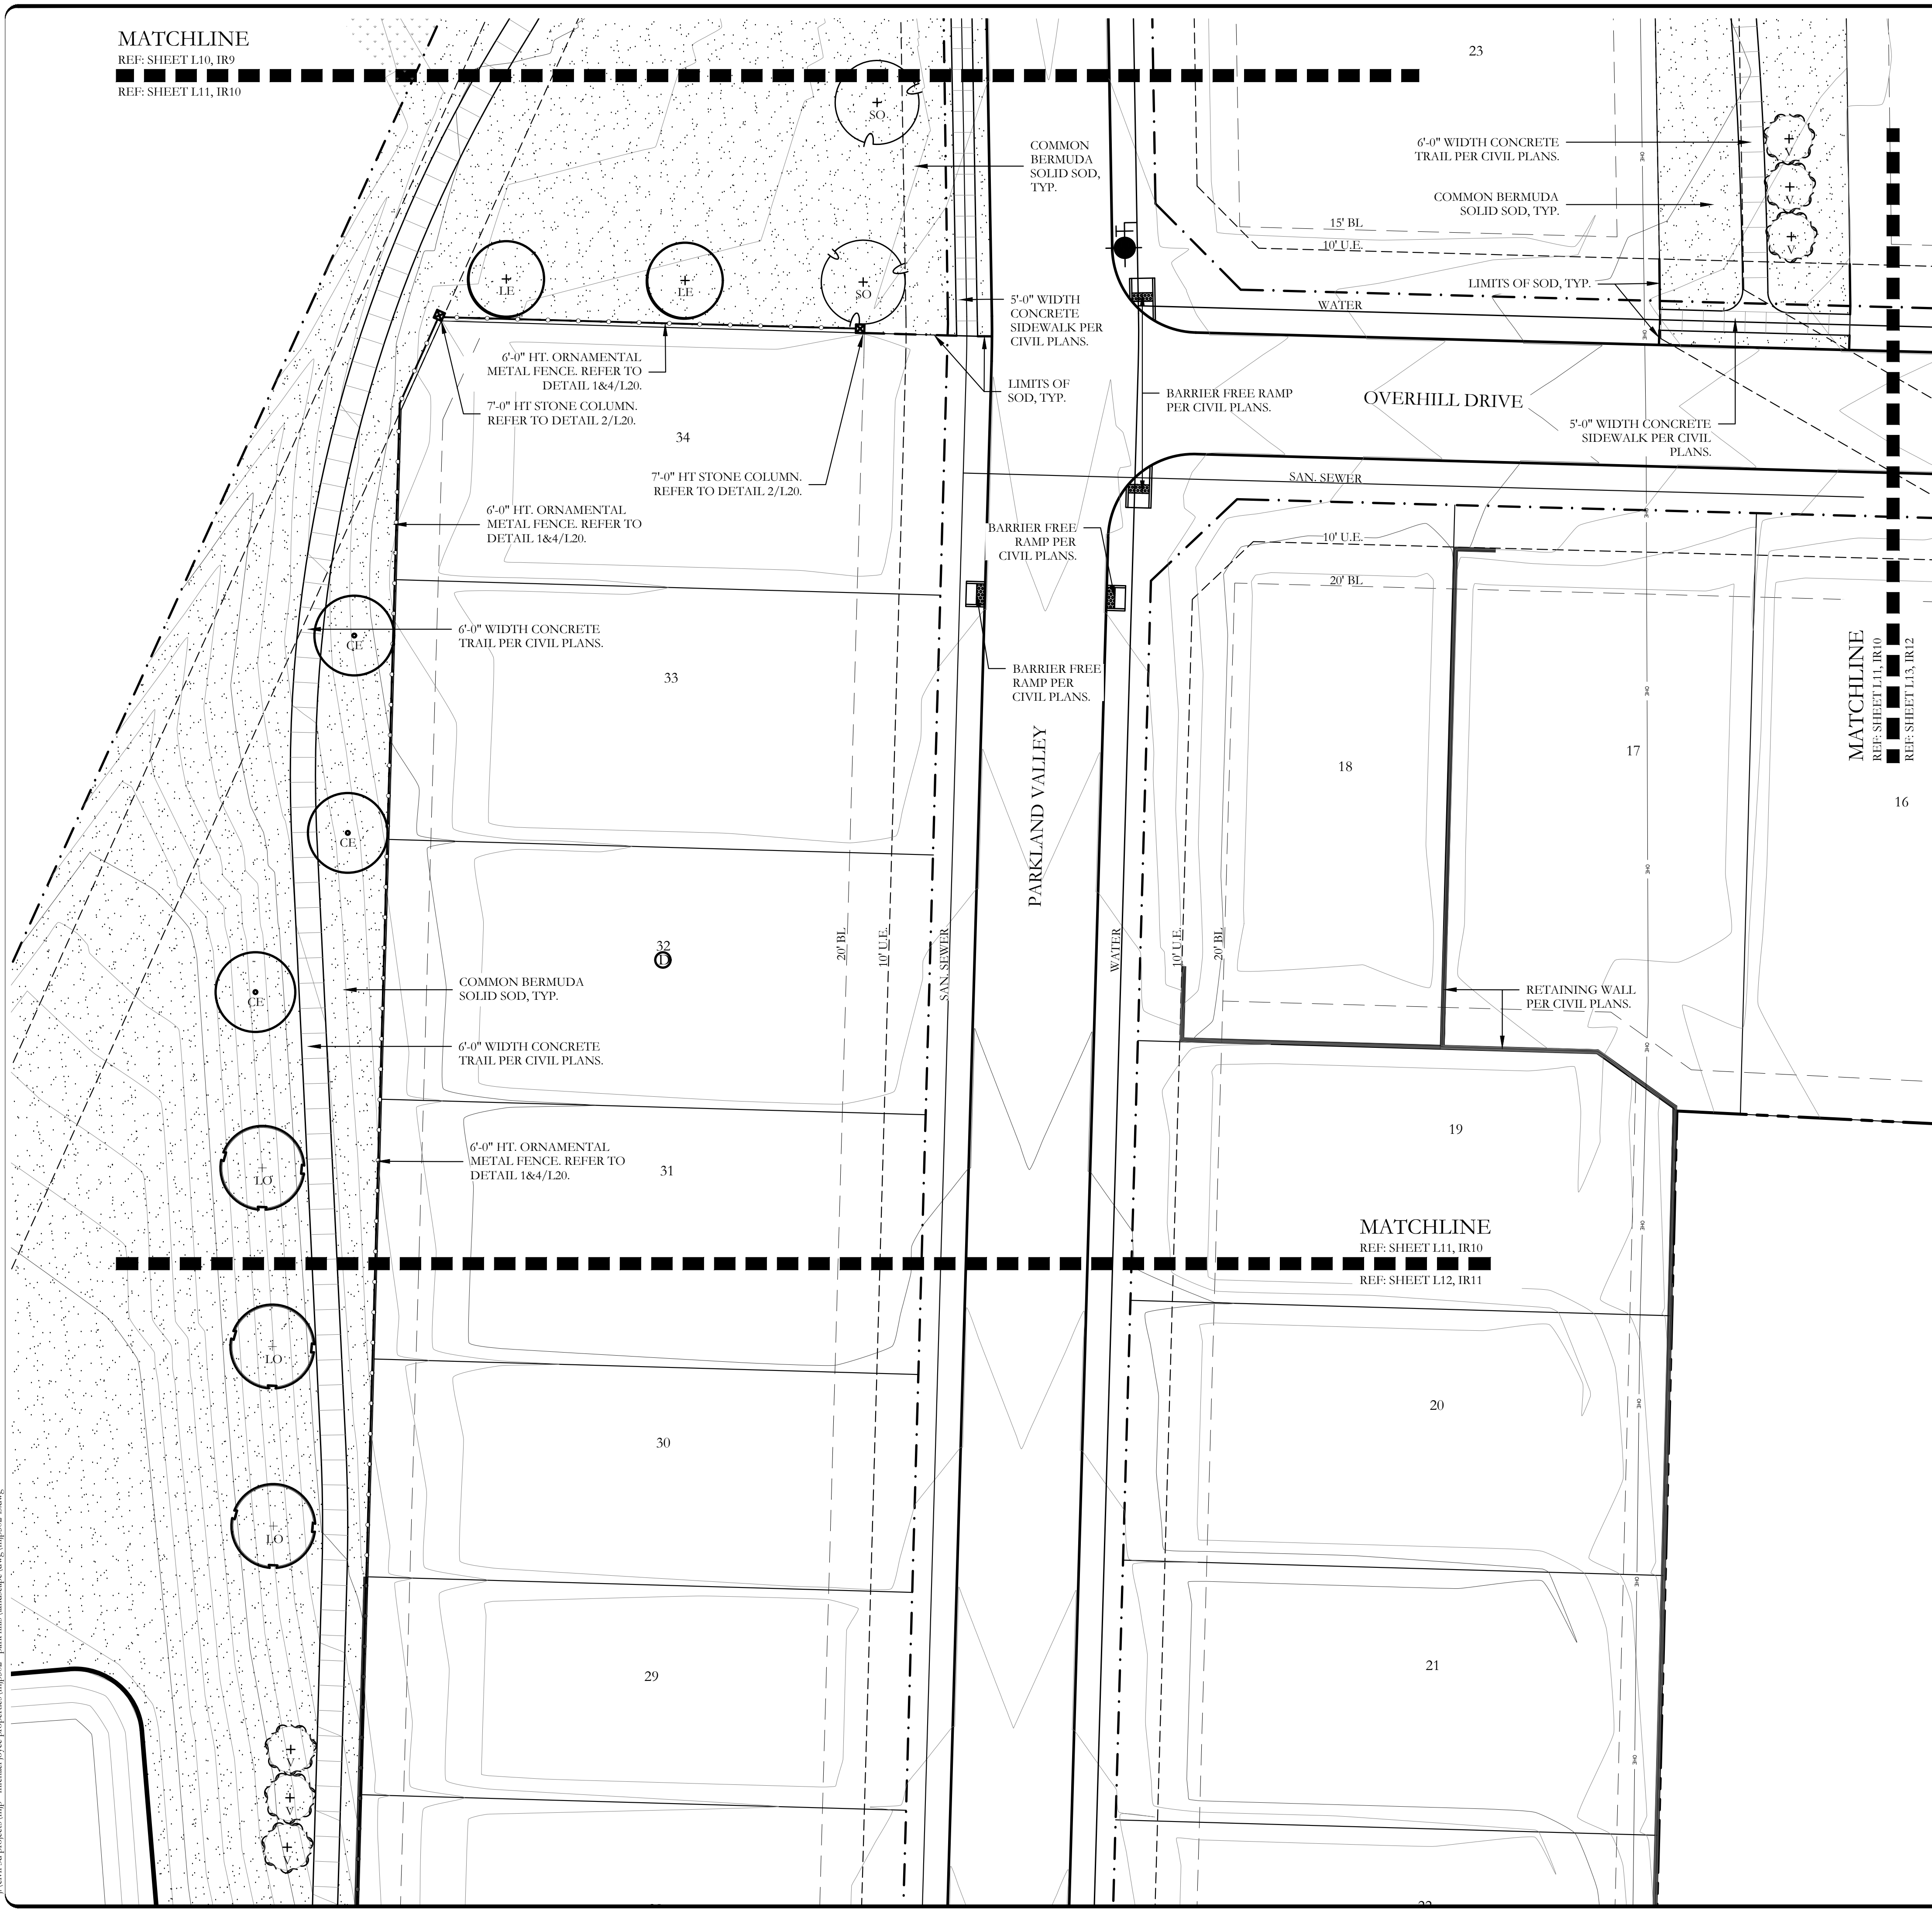 MATCHLINE
REF: SHEET L10, IR9
REF: SHEET L11, IR10
23
SO
COMMON
BERMUDA
SOLID SOD,
TYP.
6'-0" WIDTH CONCRETE
TRAIL PER CIVIL PLANS.
V
COMMON BERMUDA
SOLID SOD, TYP.
V
V
15' BL
10' U.E.
LIMITS OF SOD, TYP.
LE
LE
SO
5'-0" WIDTH
CONCRETE
SIDEWALK PER
CIVIL PLANS.
WATER
6'-0" HT. ORNAMENTAL
METAL FENCE. REFER TO
DETAIL 1&4/L20.
LIMITS OF
SOD, TYP.
BARRIER FREE RAMP
PER CIVIL PLANS.
OVERHILL DRIVE
7'-0" HT STONE COLUMN.
REFER TO DETAIL 2/L20.
34
5'-0" WIDTH CONCRETE
SIDEWALK PER CIVIL
PLANS.
7'-0" HT STONE COLUMN.
REFER TO DETAIL 2/L20.
SAN. SEWER
6'-0" HT. ORNAMENTAL
METAL FENCE. REFER TO
DETAIL 1&4/L20.
BARRIER FREE
RAMP PER
CIVIL PLANS.
10' U.E.
20' BL
CE
6'-0" WIDTH CONCRETE
TRAIL PER CIVIL PLANS.
33
BARRIER FREE
RAMP PER
CIVIL PLANS.
MATCHLINE
REF: SHEET L11, IR10
REF: SHEET L13, IR12
PARKLAND VALLEY
18
17
16
CE
32
D
20' BL
10' U.E.
SAN. SEWER
WATER
10' U.E.
20' BL
CE
COMMON BERMUDA
SOLID SOD, TYP.
RETAINING WALL
PER CIVIL PLANS.
6'-0" WIDTH CONCRETE
TRAIL PER CIVIL PLANS.
19
6'-0" HT. ORNAMENTAL
METAL FENCE. REFER TO
DETAIL 1&4/L20.
31
LO
MATCHLINE
REF: SHEET L11, IR10
REF: SHEET L12, IR11
LO
20
30
LO
21
29
V
V
V
OHE
OHE
OHE
OHE
OHE
OHE
OHE
OHE
OHE
OHE